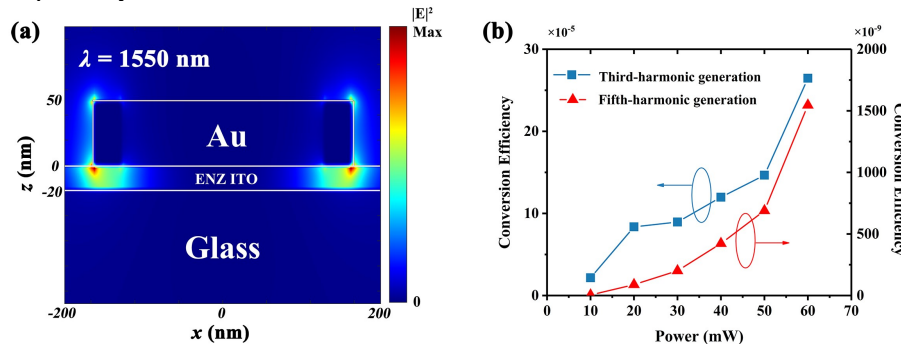 (a)
λ = 1550 nm
|E|²
Max
0
50
0
-20
z (nm)
Au
ENZ ITO
Glass
-200
0
200
x (nm)
(b)
×10⁻⁵
×10⁻⁹
30
20
10
0
Conversion Efficiency
Third-harmonic generation
Fifth-harmonic generation
2000
1500
1000
500
0
Conversion Efficiency
0 10 20 30 40 50 60 70
Power (mW)